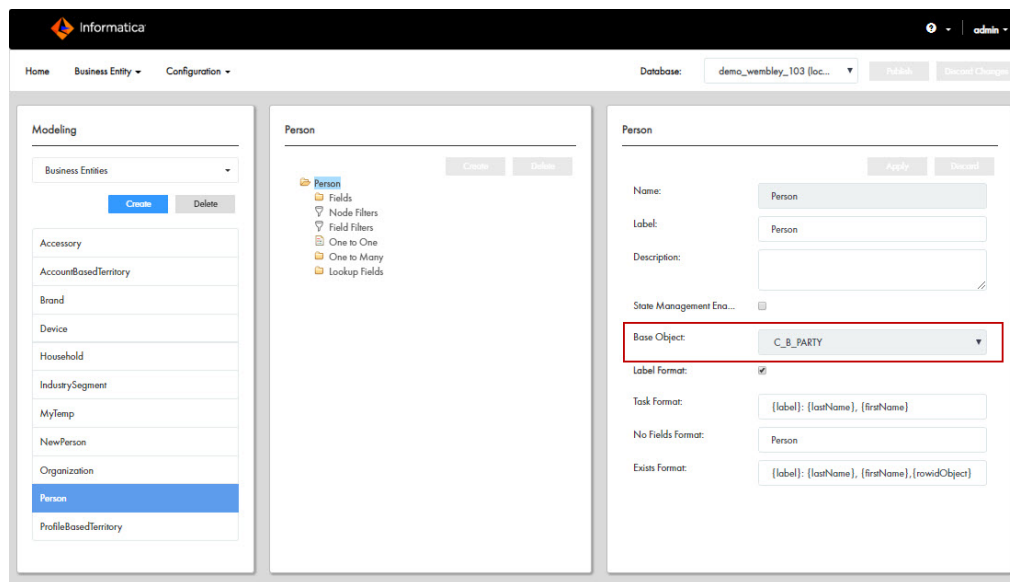 Informatica
admin
Home Business Entity Configuration Database: demo_wembley_103 (loc... Publish Discard Changes
Modeling
Business Entities
Create Delete
Accessory
AccountBasedTerritory
Brand
Device
Household
IndustrySegment
MyTemp
NewPerson
Organization
Person
ProfileBasedTerritory
Person
Create Delete
Person
Fields
Node Filters
Field Filters
One to One
One to Many
Lookup Fields
Person
Apply Discard
Name: Person
Label: Person
Description:
State Management Ena...
Base Object: C_B_PARTY
Label Format:
Task Format: {label}: {lastName}, {firstName}
No Fields Format: Person
Exists Format: {label}: {lastName}, {firstName},{rowidObject}